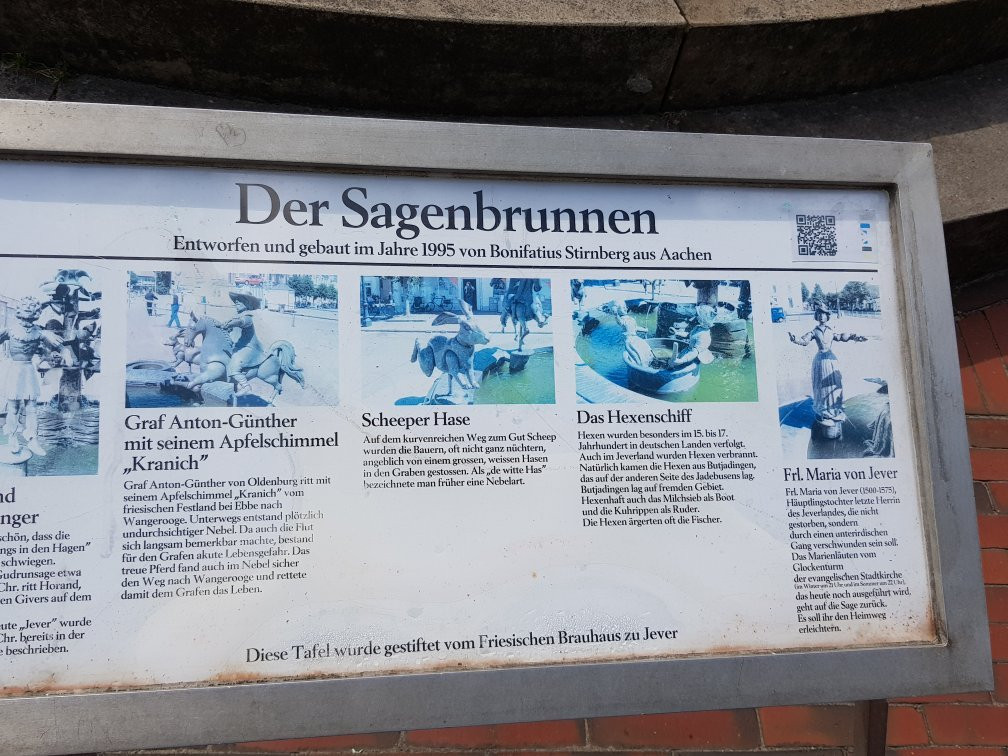 Der Sagenbrunnen
Entworfen und gebaut im Jahre 1995 von Bonifatius Stirnberg aus Aachen
nd
nger
schön, dass die
ngs in den Hagen"
schwiegen.
Gudrunsage etwa
Chr. ritt Horand,
en Givers auf dem
ute „Jever" wurde
Chr. bereits in der
e beschrieben.
Graf Anton-Günther
mit seinem Apfelschimmel
„Kranich"
Graf Anton-Günther von Oldenburg ritt mit
seinem Apfelschimmel „Kranich" vom
friesischen Festland bei Ebbe nach
Wangerooge. Unterwegs entstand plötzlich
undurchsichtiger Nebel. Da auch die Flut
sich langsam bemerkbar machte, bestand
für den Grafen akute Lebensgefahr. Das
treue Pferd fand auch im Nebel sicher
den Weg nach Wangerooge und rettete
damit dem Grafen das Leben.
Scheeper Hase
Auf dem kurvenreichen Weg zum Gut Scheep
wurden die Bauern, oft nicht ganz nüchtern,
angeblich von einem grossen, weissen Hasen
in den Graben gestossen. Als „de witte Has"
bezeichnete man früher eine Nebelart.
Das Hexenschiff
Hexen wurden besonders im 15. bis 17.
Jahrhundert in deutschen Landen verfolgt.
Auch im Jeverland wurden Hexen verbrannt.
Natürlich kamen die Hexen aus Butjadingen,
das auf der anderen Seite des Jadebusens lag.
Butjadingen lag auf fremden Gebiet.
Hexenhaft auch das Milchsieb als Boot
und die Kuhrippen als Ruder.
Die Hexen ärgerten oft die Fischer.
Frl. Maria von Jever
Frl. Maria von Jever (1500-1575),
Häuptlingstochter letzte Herrin
des Jeverlandes, die nicht
gestorben, sondern
durch einen unterirdischen
Gang verschwunden sein soll.
Das Marienläuten vom
Glockenturm
der evangelischen Stadtkirche
(im Winter um 21 Uhr und im Sommer um 22 Uhr),
das heute noch ausgeführt wird,
geht auf die Sage zurück.
Es soll ihr den Heimweg
erleichtern.
Diese Tafel wurde gestiftet vom Friesischen Brauhaus zu Jever